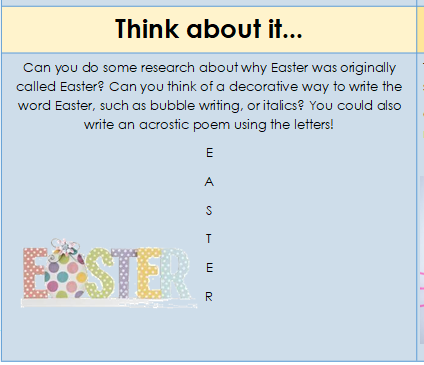 Think about it...
Can you do some research about why Easter was originally
called Easter? Can you think of a decorative way to write the
word Easter, such as bubble writing, or italics? You could also
write an acrostic poem using the letters!
E
A
S
T
E
R
EASTER